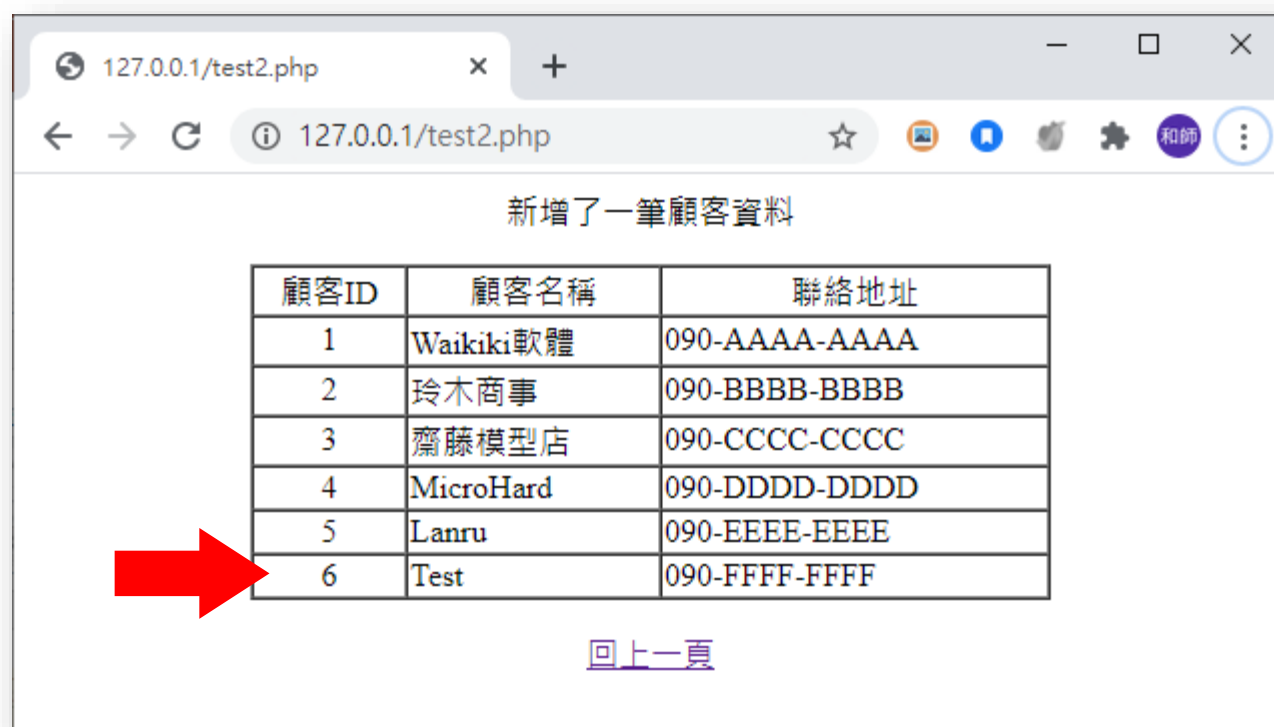 127.0.0.1/test2.php
127.0.0.1/test2.php 和師
新增了一筆顧客資料
顧客ID 顧客名稱 聯絡地址
1 Waikiki軟體 090-AAAA-AAAA
2 玲木商事 090-BBBB-BBBB
3 齋藤模型店 090-CCCC-CCCC
4 MicroHard 090-DDDD-DDDD
5 Lanru 090-EEEE-EEEE
6 Test 090-FFFF-FFFF
回上一頁